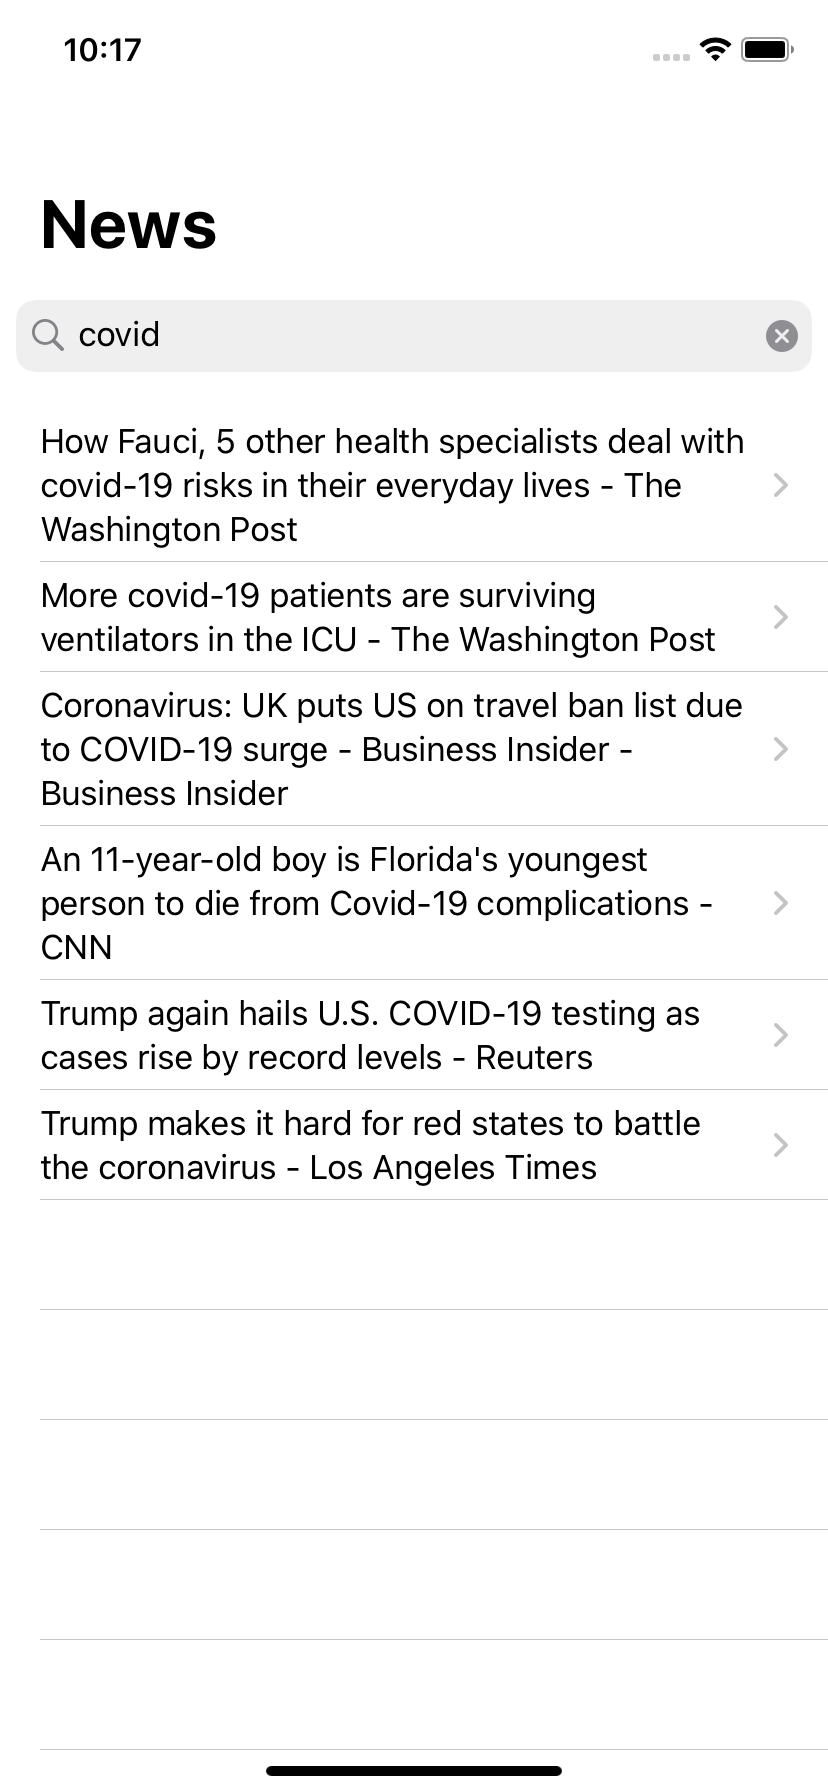 10:17
News
covid
How Fauci, 5 other health specialists deal with
covid-19 risks in their everyday lives - The
Washington Post
More covid-19 patients are surviving
ventilators in the ICU - The Washington Post
Coronavirus: UK puts US on travel ban list due
to COVID-19 surge - Business Insider -
Business Insider
An 11-year-old boy is Florida's youngest
person to die from Covid-19 complications -
CNN
Trump again hails U.S. COVID-19 testing as
cases rise by record levels - Reuters
Trump makes it hard for red states to battle
the coronavirus - Los Angeles Times